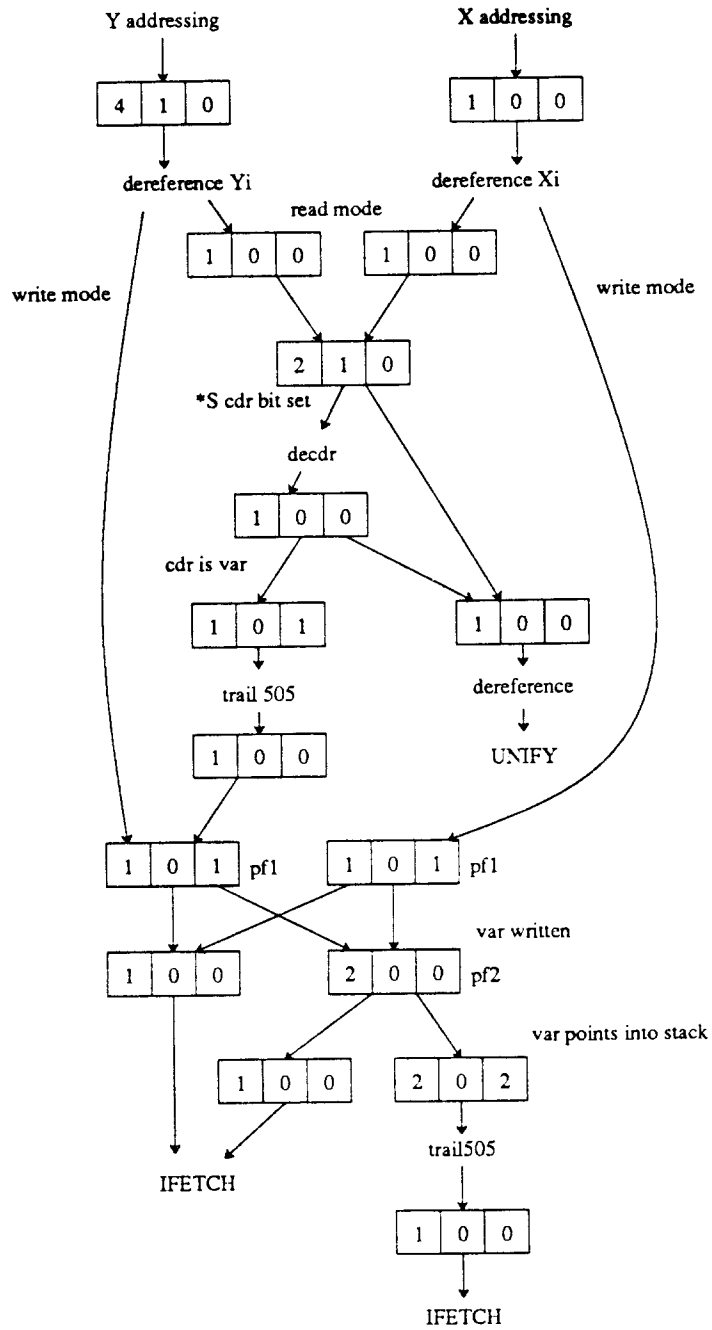 Y addressing
X addressing
4 1 0
1 0 0
dereference Yi
dereference Xi
read mode
1 0 0
1 0 0
write mode
write mode
2 1 0
*S cdr bit set
decdr
1 0 0
cdr is var
1 0 1
1 0 0
trail 505
dereference
1 0 0
UNIFY
1 0 1 pf1
1 0 1 pf1
var written
1 0 0
2 0 0 pf2
var points into stack
1 0 0
2 0 2
trail505
IFETCH
1 0 0
IFETCH